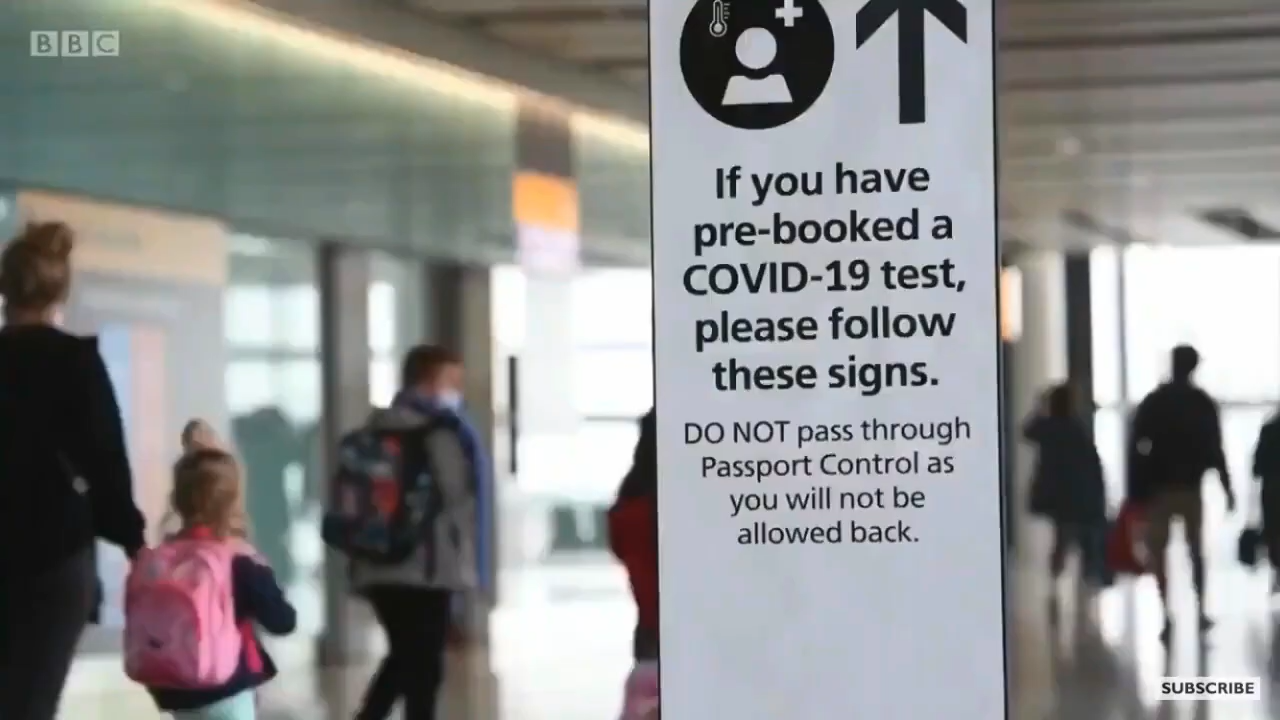 BBC
If you have
pre-booked a
COVID-19 test,
please follow
these signs.
DO NOT pass through
Passport Control as
you will not be
allowed back.
SUBSCRIBE